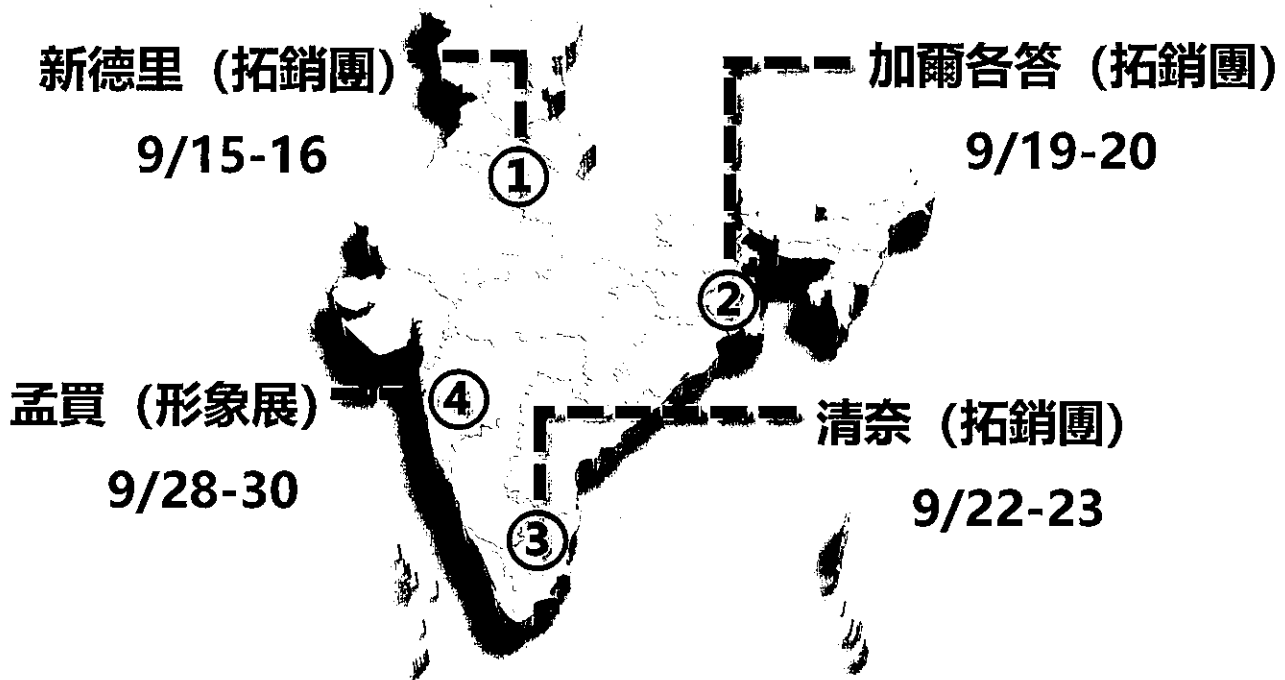 新德里（拓銷團）
9/15-16
①
加爾各答（拓銷團）
9/19-20
②
孟買（形象展）
9/28-30
④
清奈（拓銷團）
9/22-23
③